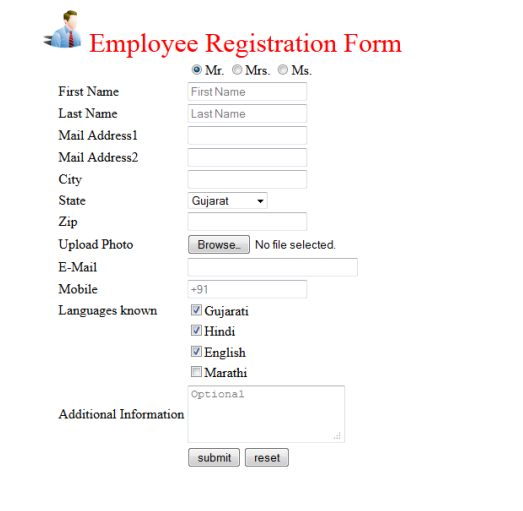 Employee Registration Form
Mr. Mrs. Ms.
First Name First Name
Last Name Last Name
Mail Address1
Mail Address2
City
State Gujarat
Zip
Upload Photo Browse.. No file selected.
E-Mail
Mobile +91
Languages known Gujarati
Hindi
English
Marathi
Optional
Additional Information
submit reset